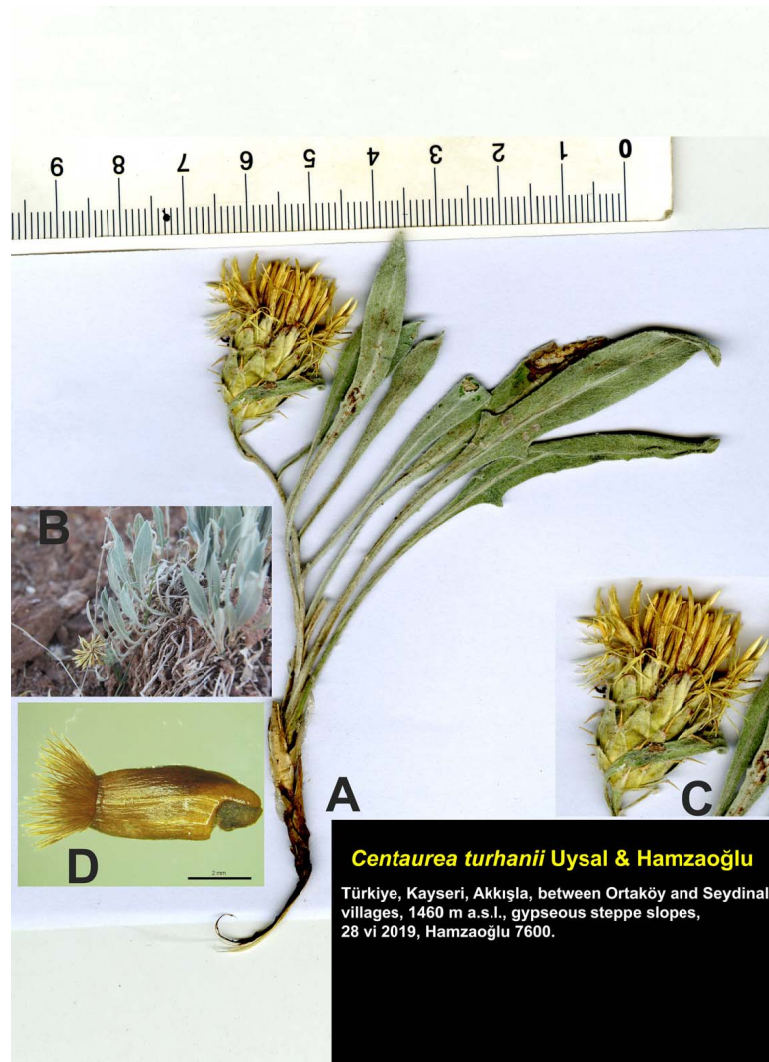 9 8 7 6 5 4 3 2 1 0
B
A
C
D
2 mm
Centaurea turhanii Uysal & Hamzaoğlu
Türkiye, Kayseri, Akkışla, between Ortaköy and Seydinal
villages, 1460 m a.s.l., gypseous steppe slopes,
28 vi 2019, Hamzaoğlu 7600.